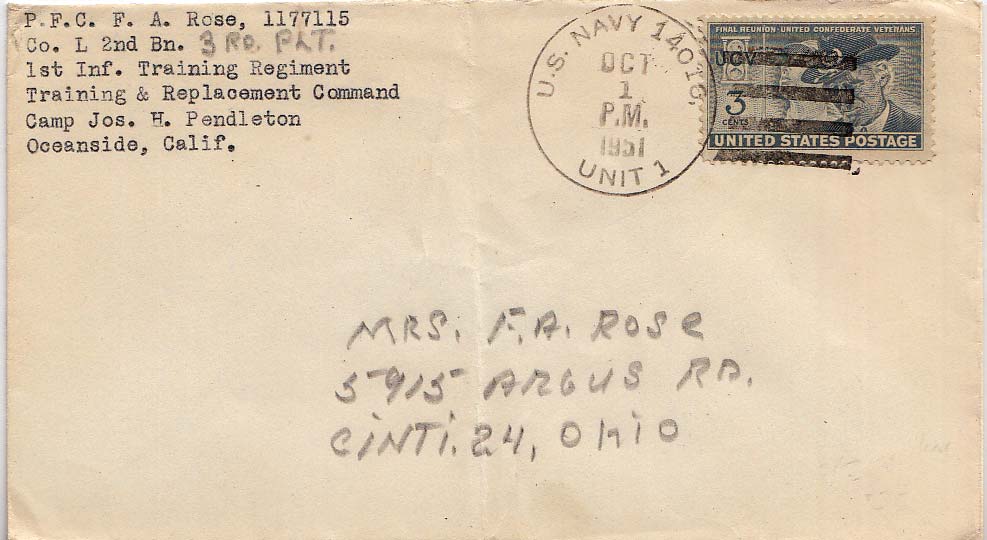 P.F.C. F. A. Rose, 1177115
Co. L 2nd Bn. 3 RD. PLT.
1st Inf. Training Regiment
Training & Replacement Command
Camp Jos. H. Pendleton
Oceanside, Calif.
U.S. NAVY 14016
OCT
1
P.M.
1951
UNIT 1
FINAL REUNION · UNITED CONFEDERATE VETERANS
UCV
3
CENTS
UNITED STATES POSTAGE
MRS. F.A. ROSE
5915 ARGUS RD.
CINTI. 24, OHIO